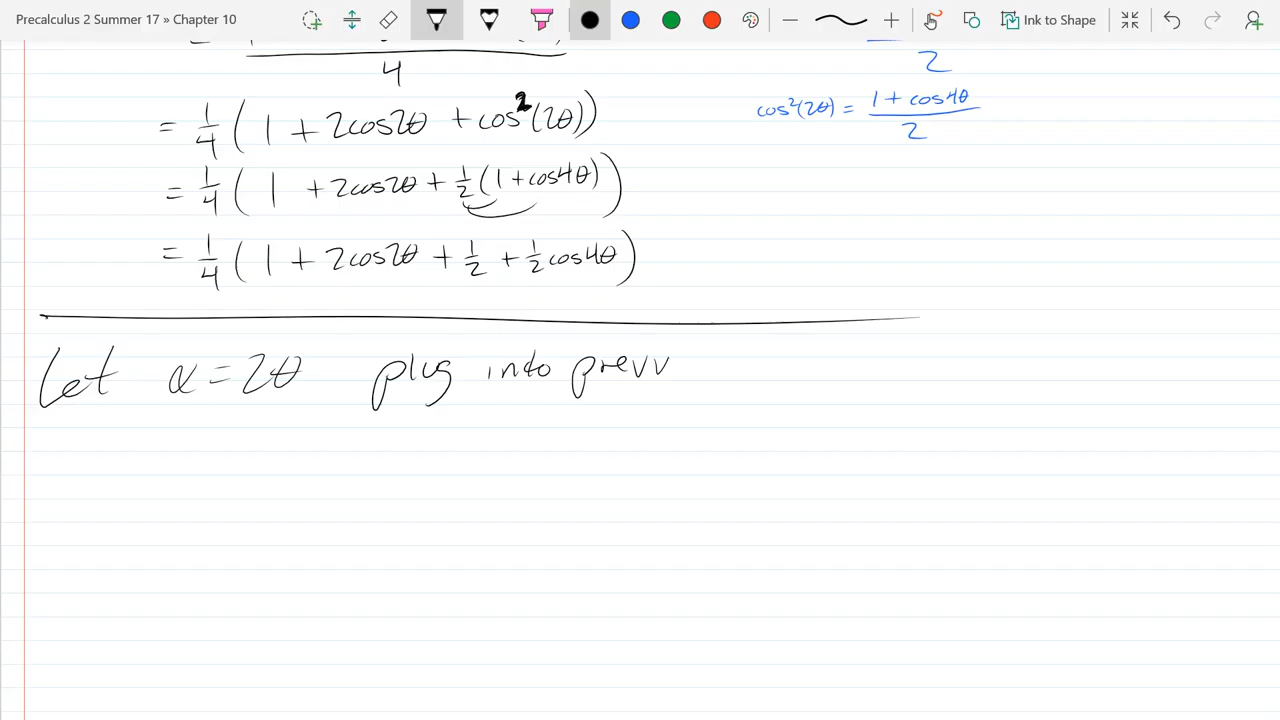 Precalculus 2 Summer 17 » Chapter 10
Ink to Shape
4
2
= 1/4 ( 1 + 2cos2θ + cos²(2θ))
cos²(2θ) = (1 + cos4θ)/2
= 1/4 ( 1 + 2cos2θ + 1/2 (1 + cos4θ) )
= 1/4 ( 1 + 2cos2θ + 1/2 + 1/2 cos4θ )
Let α = 2θ plug into prevv